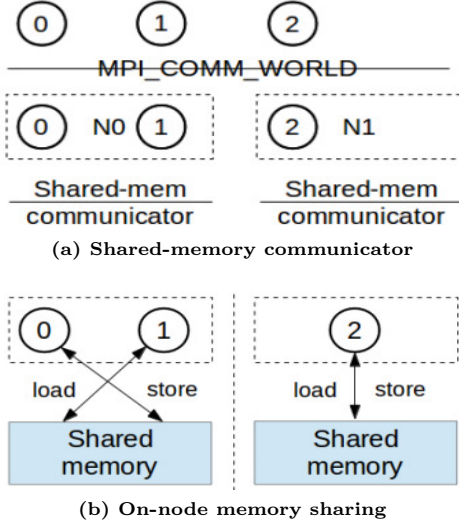 0 1 2
MPI_COMM_WORLD
0 N0 1 2 N1
Shared-mem Shared-mem
communicator communicator
(a) Shared-memory communicator
0 1 2
load store load store
Shared Shared
memory memory
(b) On-node memory sharing